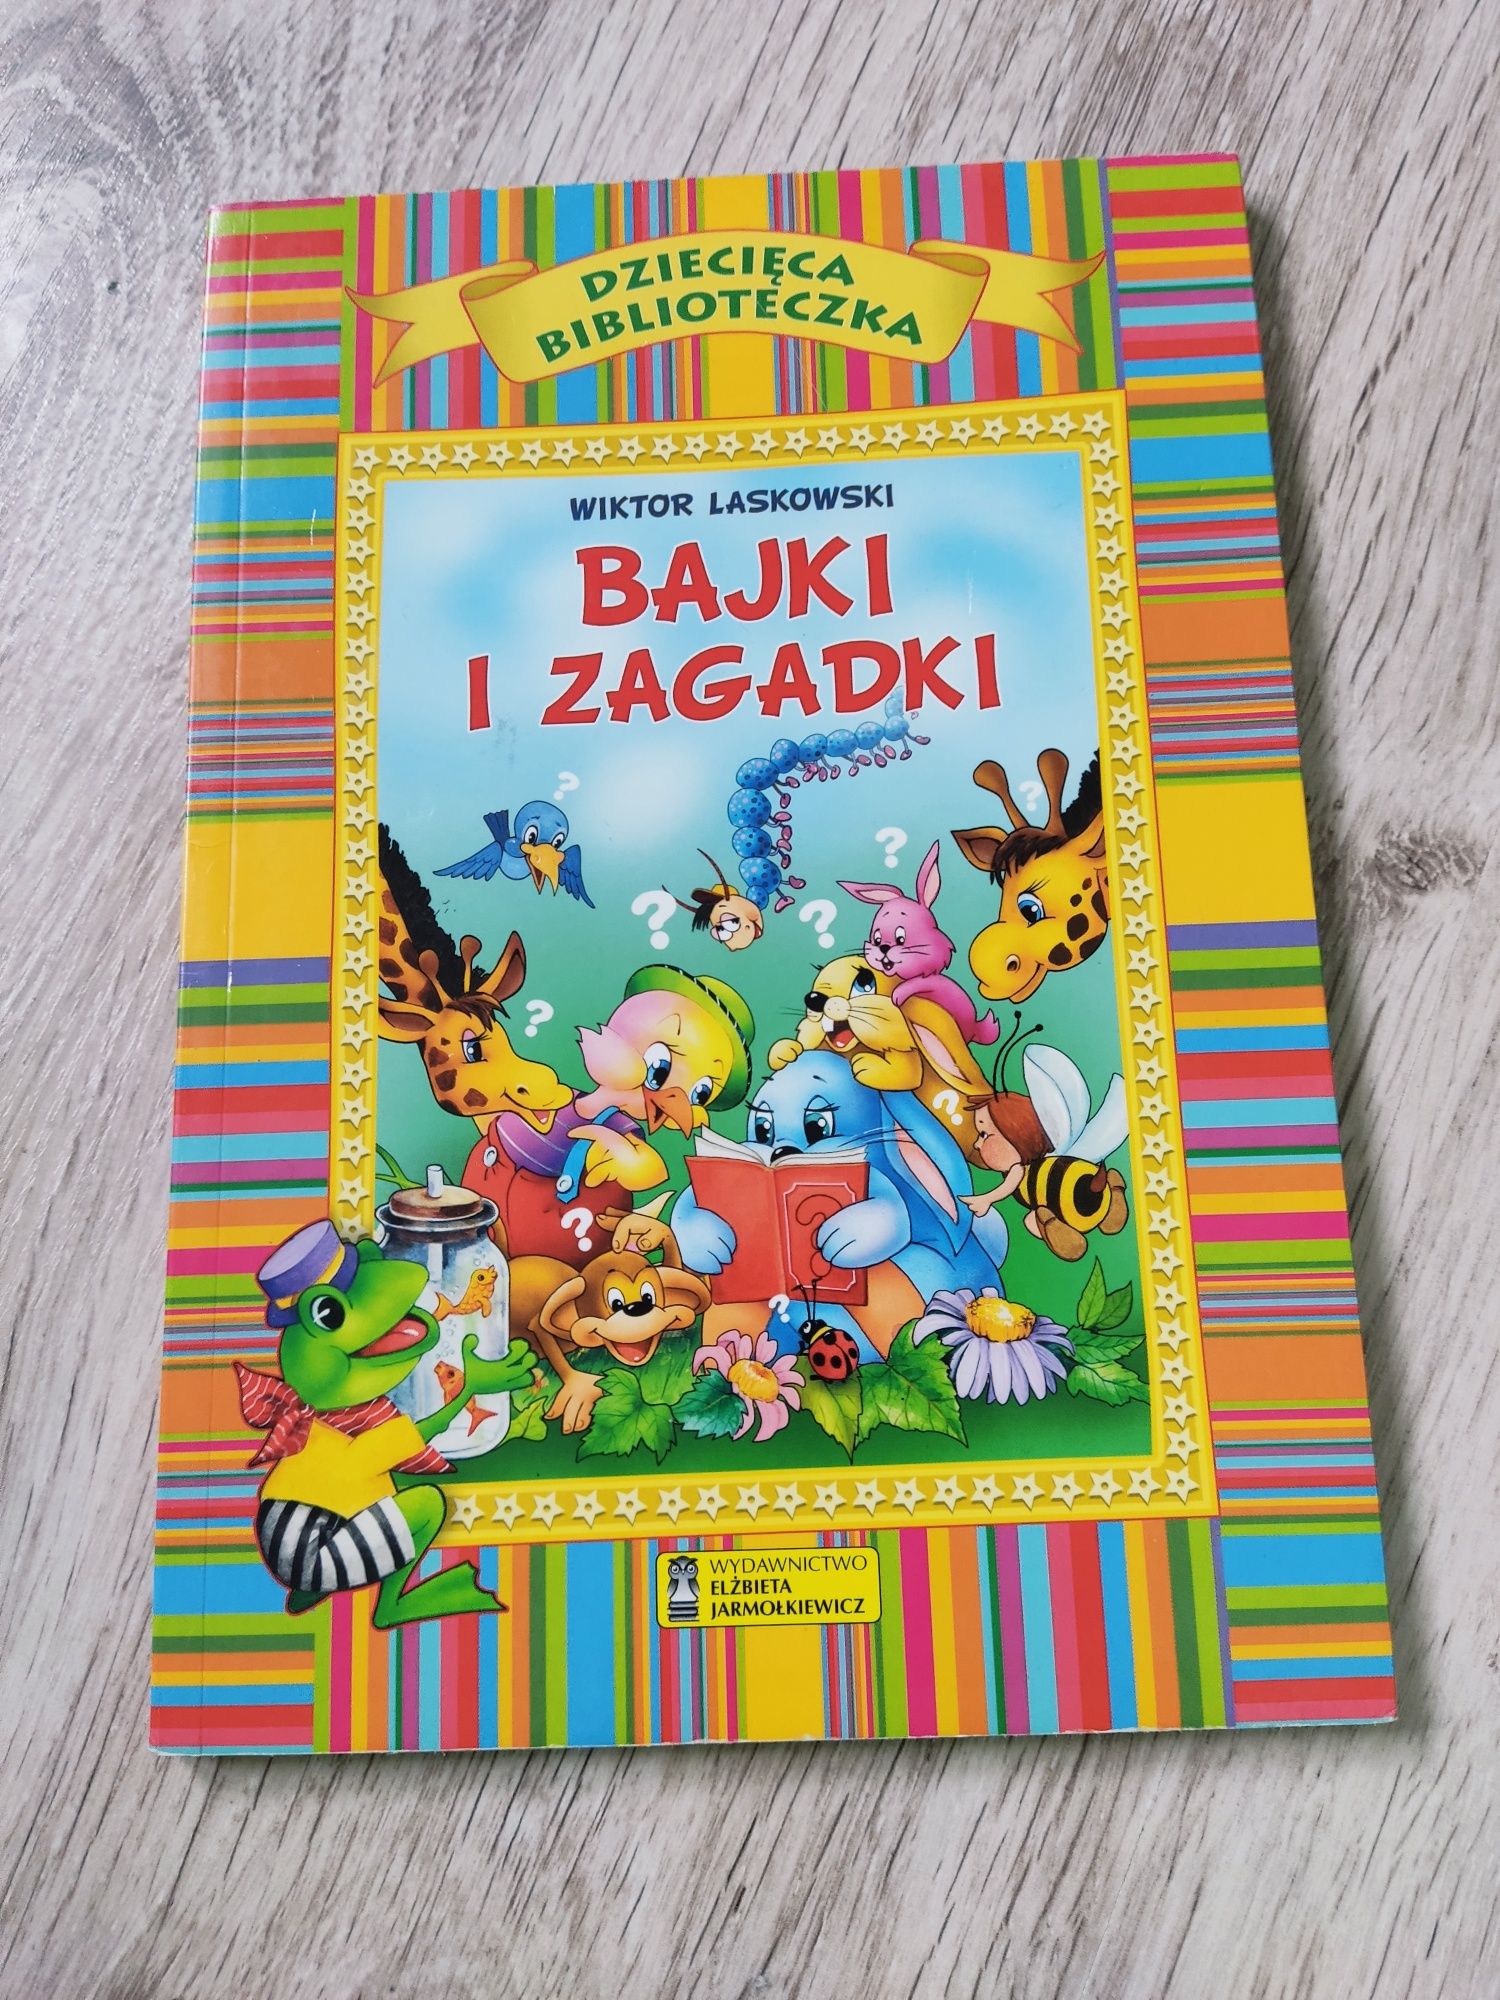 DZIECIĘCA
BIBLIOTECZKA
WIKTOR LASKOWSKI
BAJKI
I ZAGADKI
?
?
?
?
?
?
?
?
?
?
?
WYDAWNICTWO
ELŻBIETA
JARMOŁKIEWICZ